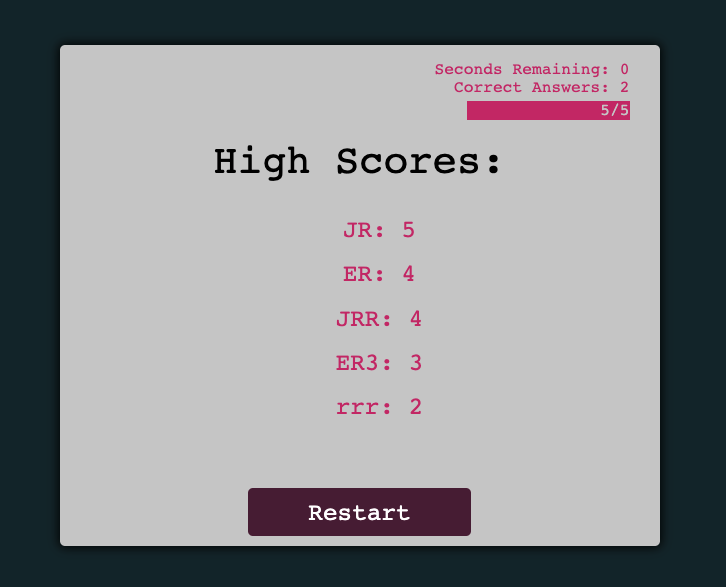 Seconds Remaining: 0
Correct Answers: 2
5/5
High Scores:
JR: 5
ER: 4
JRR: 4
ER3: 3
rrr: 2
Restart